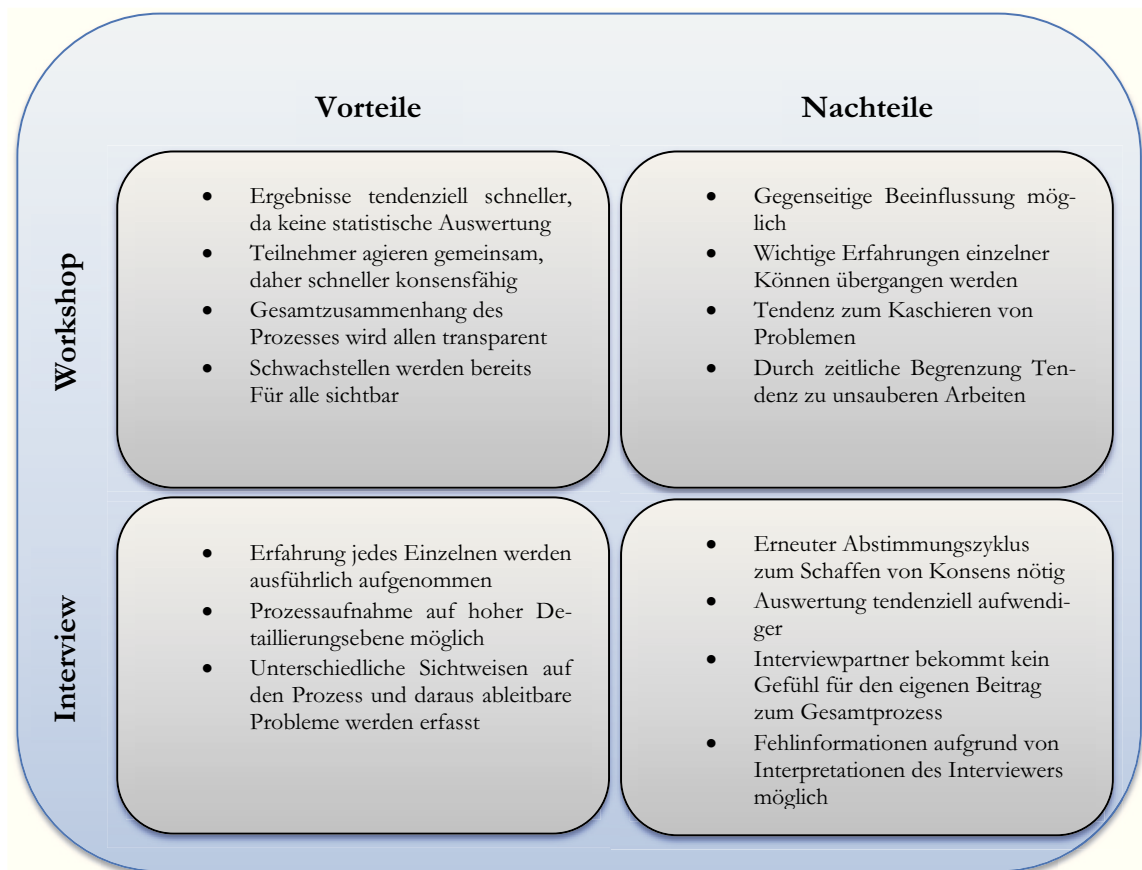 Vorteile
Nachteile
Workshop
• Ergebnisse tendenziell schneller,
da keine statistische Auswertung
• Teilnehmer agieren gemeinsam,
daher schneller konsensfähig
• Gesamtzusammenhang des
Prozesses wird allen transparent
• Schwachstellen werden bereits
Für alle sichtbar
• Gegenseitige Beeinflussung mög-
lich
• Wichtige Erfahrungen einzelner
Können übergangen werden
• Tendenz zum Kaschieren von
Problemen
• Durch zeitliche Begrenzung Ten-
denz zu unsauberen Arbeiten
Interview
• Erfahrung jedes Einzelnen werden
ausführlich aufgenommen
• Prozessaufnahme auf hoher De-
taillierungsebene möglich
• Unterschiedliche Sichtweisen auf
den Prozess und daraus ableitbare
Probleme werden erfasst
• Erneuter Abstimmungszyklus
zum Schaffen von Konsens nötig
• Auswertung tendenziell aufwendi-
ger
• Interviewpartner bekommt kein
Gefühl für den eigenen Beitrag
zum Gesamtprozess
• Fehlinformationen aufgrund von
Interpretationen des Interviewers
möglich